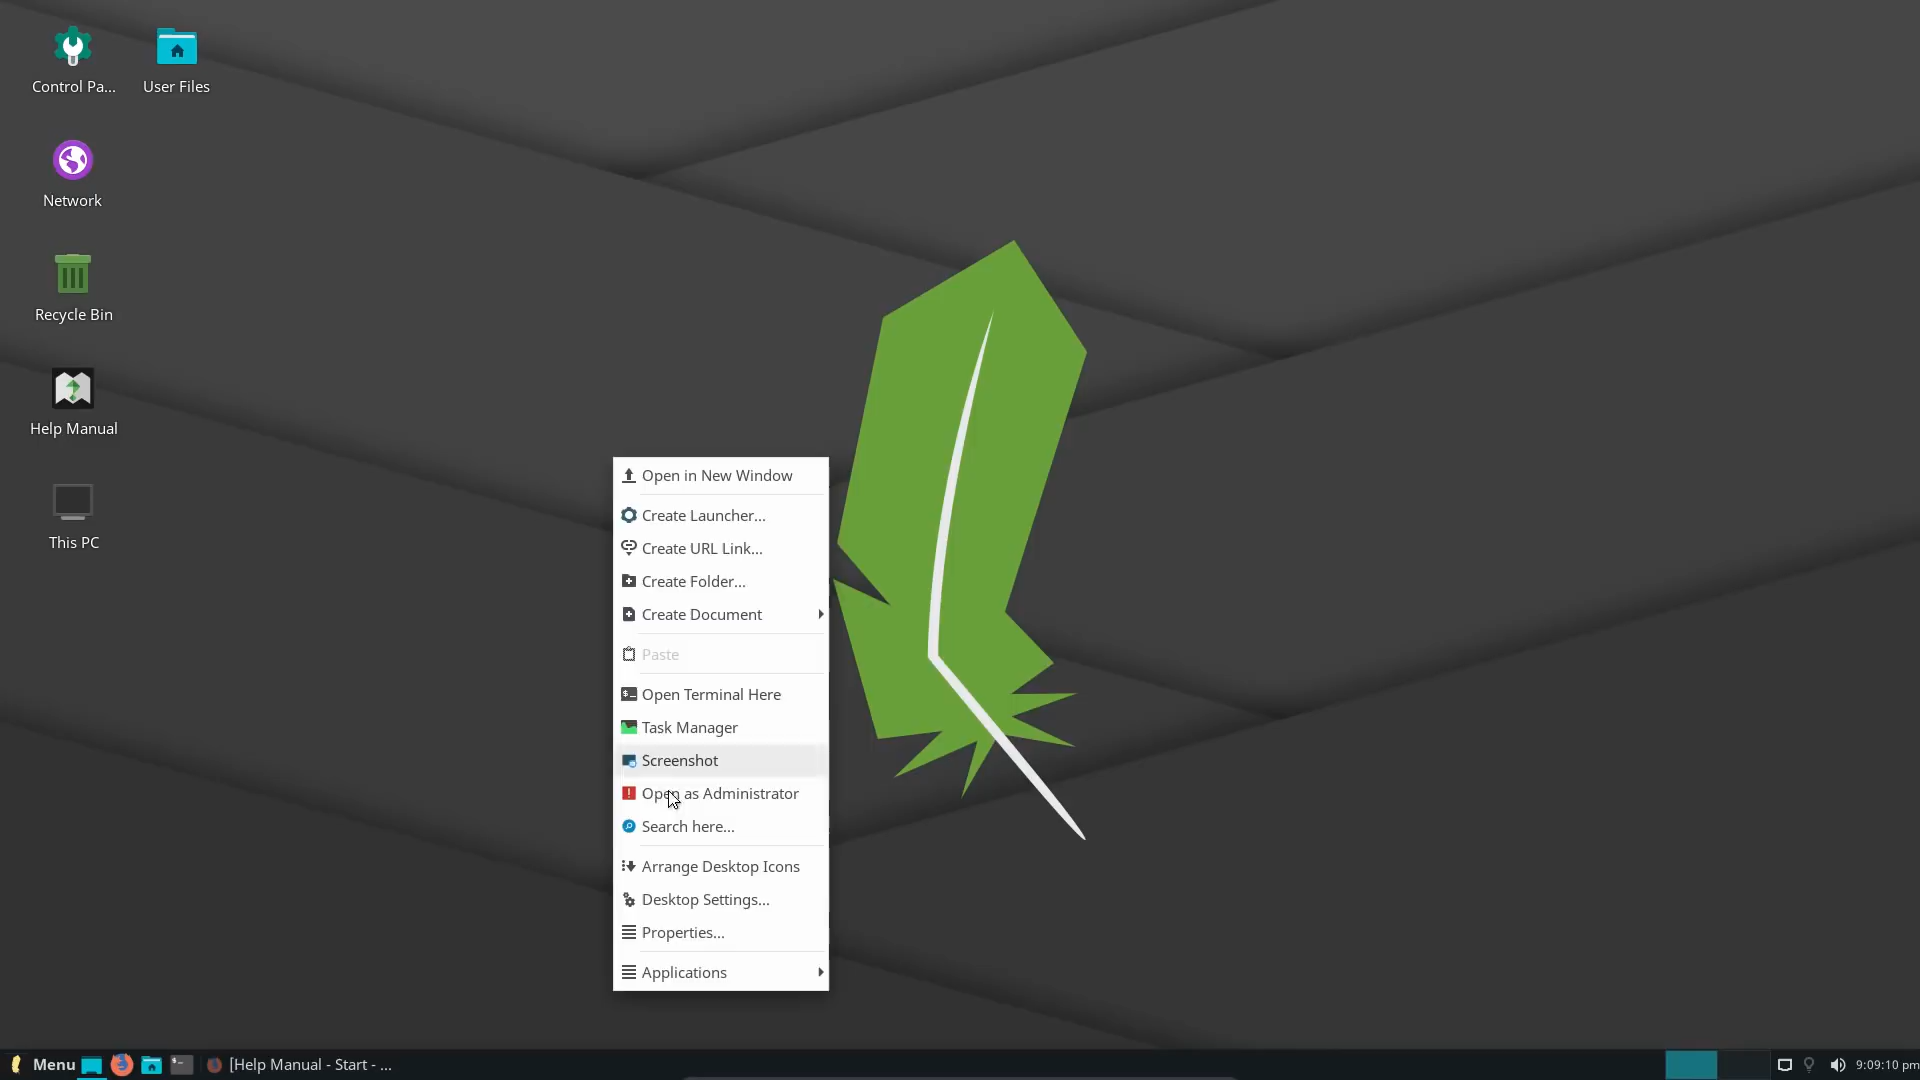 Control Pa...
User Files
Network
Recycle Bin
Help Manual
This PC
Open in New Window
Create Launcher...
Create URL Link...
Create Folder...
Create Document
Paste
Open Terminal Here
Task Manager
Screenshot
Open as Administrator
Search here...
Arrange Desktop Icons
Desktop Settings...
Properties...
Applications
Menu
[Help Manual - Start - ...
9:09:10 pm